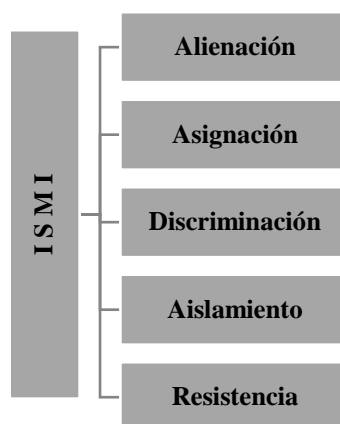 I S M I
Alienación
Asignación
Discriminación
Aislamiento
Resistencia